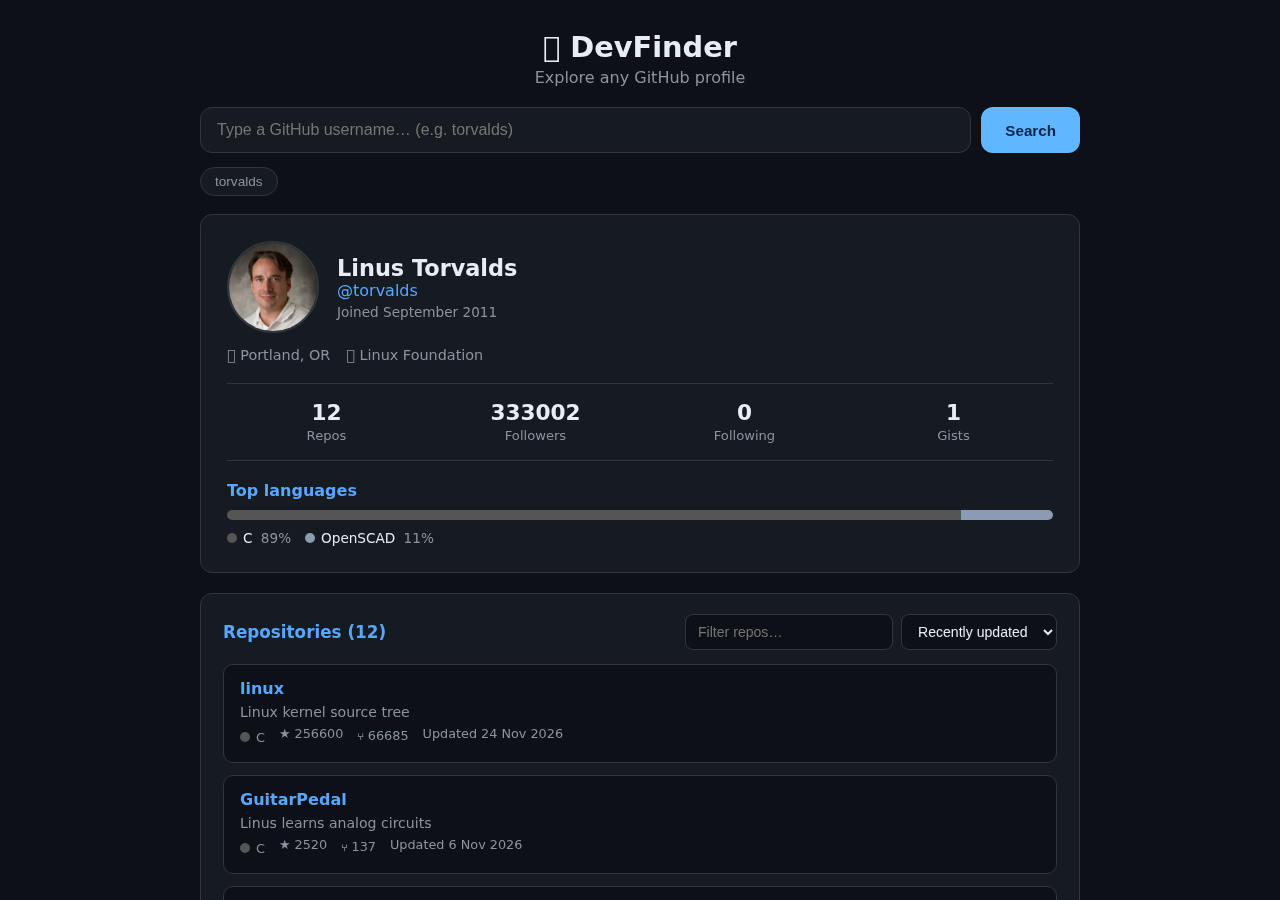 DevFinder
Explore any GitHub profile
Type a GitHub username… (e.g. torvalds)
Search
torvalds
Linus Torvalds
@torvalds
Joined September 2011
Portland, OR Linux Foundation
12 333002 0 1
Repos Followers Following Gists
Top languages
C 89% OpenSCAD 11%
Repositories (12) Filter repos… Recently updated
linux
Linux kernel source tree
C ★ 256600 ⑂ 66685 Updated 24 Nov 2026
GuitarPedal
Linus learns analog circuits
C ★ 2520 ⑂ 137 Updated 6 Nov 2026